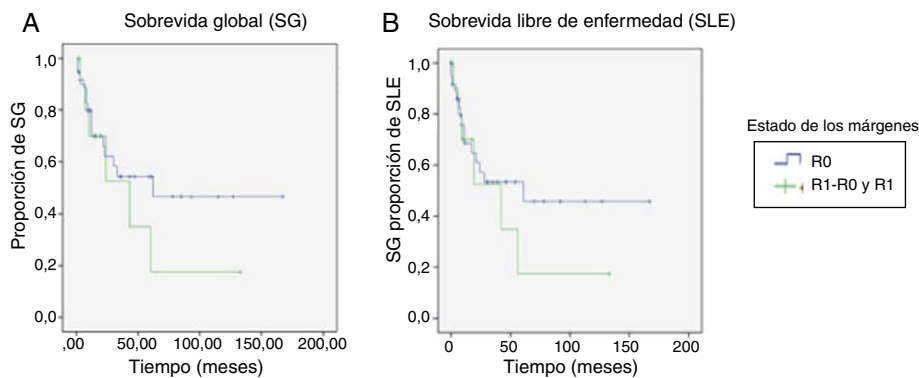 A
Sobrevida global (SG)
Proporción de SG
1,0
0,8
0,6
0,4
0,2
0,0
,00
50,00
100,00
150,00
200,00
Tiempo (meses)
B
Sobrevida libre de enfermedad (SLE)
SG proporción de SLE
1,0
0,8
0,6
0,4
0,2
0,0
0
50
100
150
200
Tiempo (meses)
Estado de los márgenes
R0
R1-R0 y R1